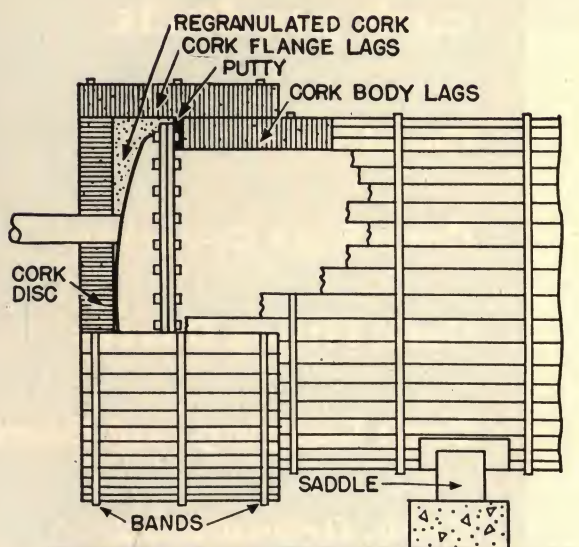 REGRANULATED CORK
CORK FLANGE LAGS
PUTTY
CORK BODY LAGS
CORK
DISC
SADDLE
BANDS